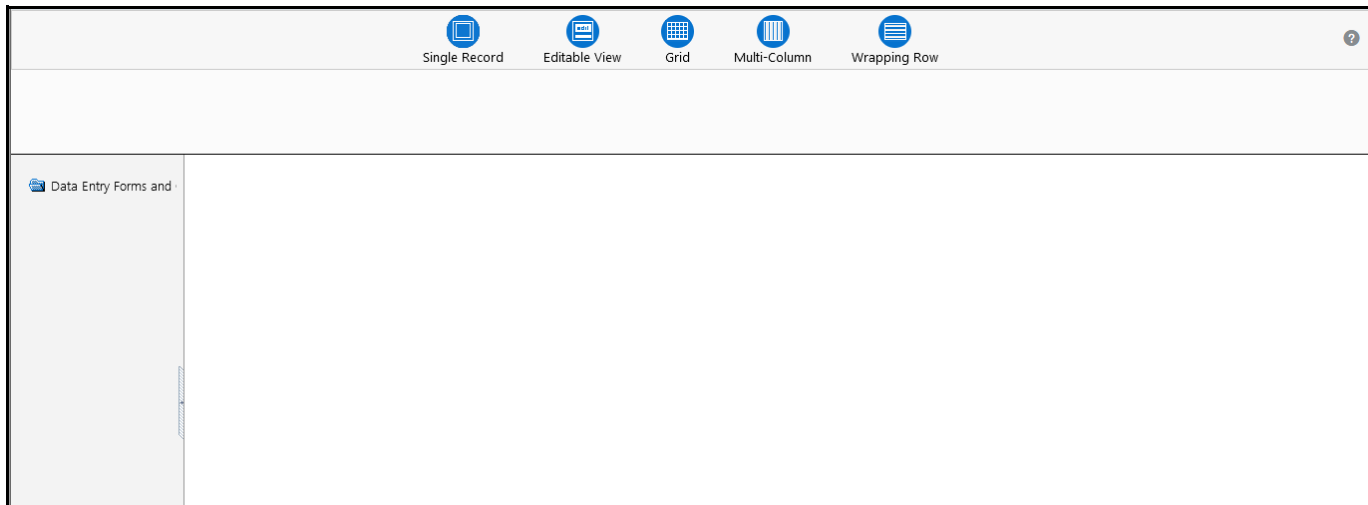 Single Record
Editable View
Grid
Multi-Column
Wrapping Row
Data Entry Forms and